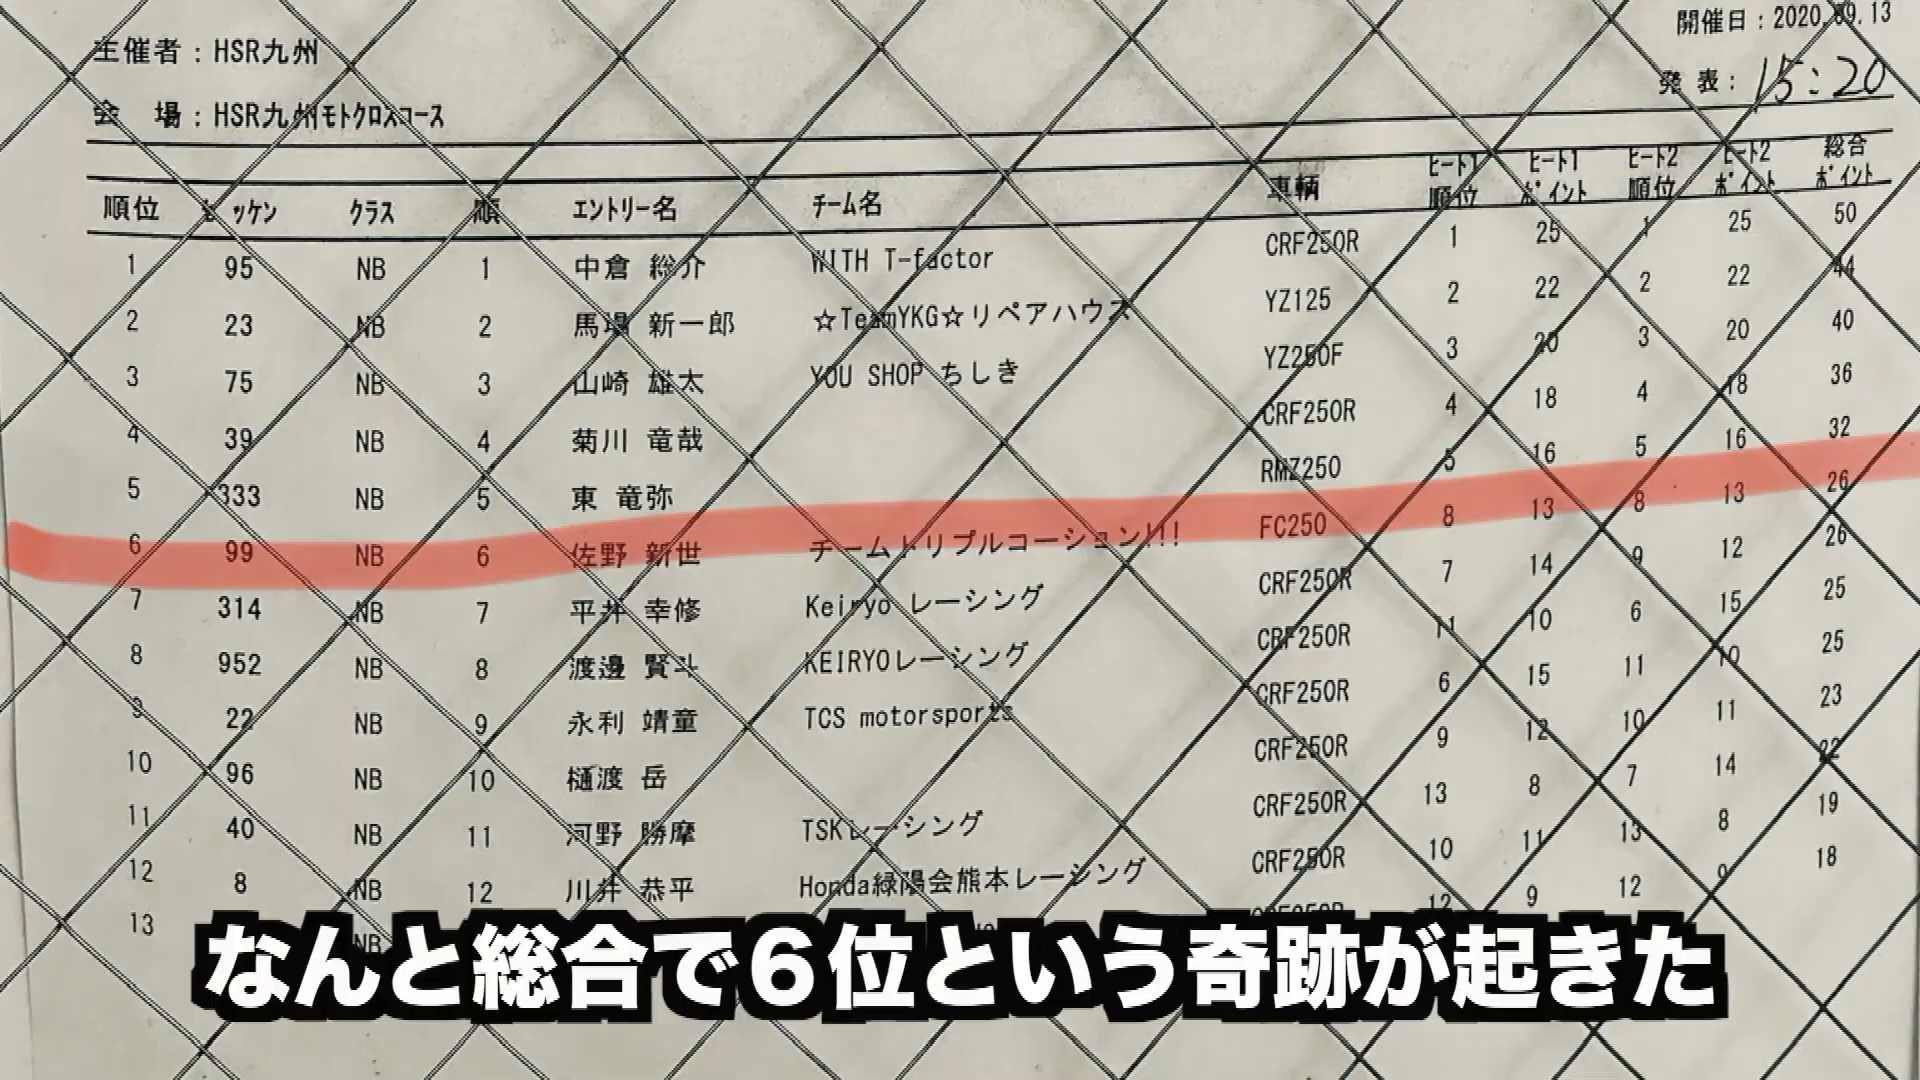 主催者：HSR九州
開催日：2020.09.13
会　場：HSR九州モトクロスコース
発 表：15:20
順位 ゼッケン クラス 順 エントリー名 チーム名 車輌 ヒート1順位 ヒート1ポイント ヒート2順位 ヒート2ポイント 総合ポイント
1 95 NB 1 中倉 総介 WITH T-factor CRF250R 1 25 1 25 50
2 23 NB 2 馬場 新一郎 ☆TeamYKG☆リペアハウス YZ125 2 22 2 22 44
3 75 NB 3 山崎 雄太 YOU SHOP ちしき YZ250F 3 20 3 20 40
4 39 NB 4 菊川 竜哉 CRF250R 4 18 4 18 36
5 333 NB 5 東 竜弥 RMZ250 5 16 5 16 32
6 99 NB 6 佐野 新世 チームトリプルコーション!!! FC250 8 13 8 13 26
7 314 NB 7 平井 幸修 Keiryo レーシング CRF250R 7 14 9 12 26
8 952 NB 8 渡邊 賢斗 KEIRYOレーシング CRF250R 11 10 6 15 25
9 22 NB 9 永利 靖童 TCS motorsports CRF250R 6 15 11 10 25
10 96 NB 10 樋渡 岳 CRF250R 9 12 10 11 23
11 40 NB 11 河野 勝摩 TSKレーシング CRF250R 13 8 7 14 22
12 8 NB 12 川井 恭平 Honda緑陽会熊本レーシング CRF250R 10 11 13 8 19
13 NB 12 9 12 9 18
なんと総合で６位という奇跡が起きた